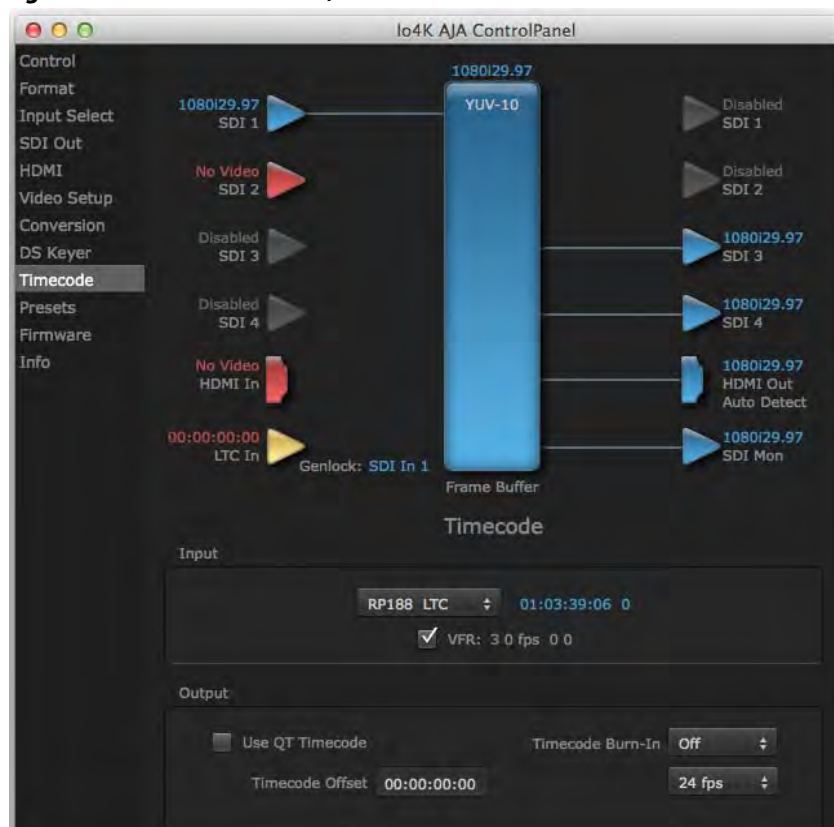 Io4K AJA ControlPanel
Control
Format
Input Select
SDI Out
HDMI
Video Setup
Conversion
DS Keyer
Timecode
Presets
Firmware
Info
1080i29.97
YUV-10
1080i29.97
SDI 1
No Video
SDI 2
Disabled
SDI 3
Disabled
SDI 4
No Video
HDMI In
00:00:00:00
LTC In
Genlock: SDI In 1
Frame Buffer
Disabled
SDI 1
Disabled
SDI 2
1080i29.97
SDI 3
1080i29.97
SDI 4
1080i29.97
HDMI Out
Auto Detect
1080i29.97
SDI Mon
Timecode
Input
RP188 LTC 01:03:39:06 0
VFR: 3 0 fps 0 0
Output
Use QT Timecode
Timecode Burn-In Off
Timecode Offset 00:00:00:00
24 fps